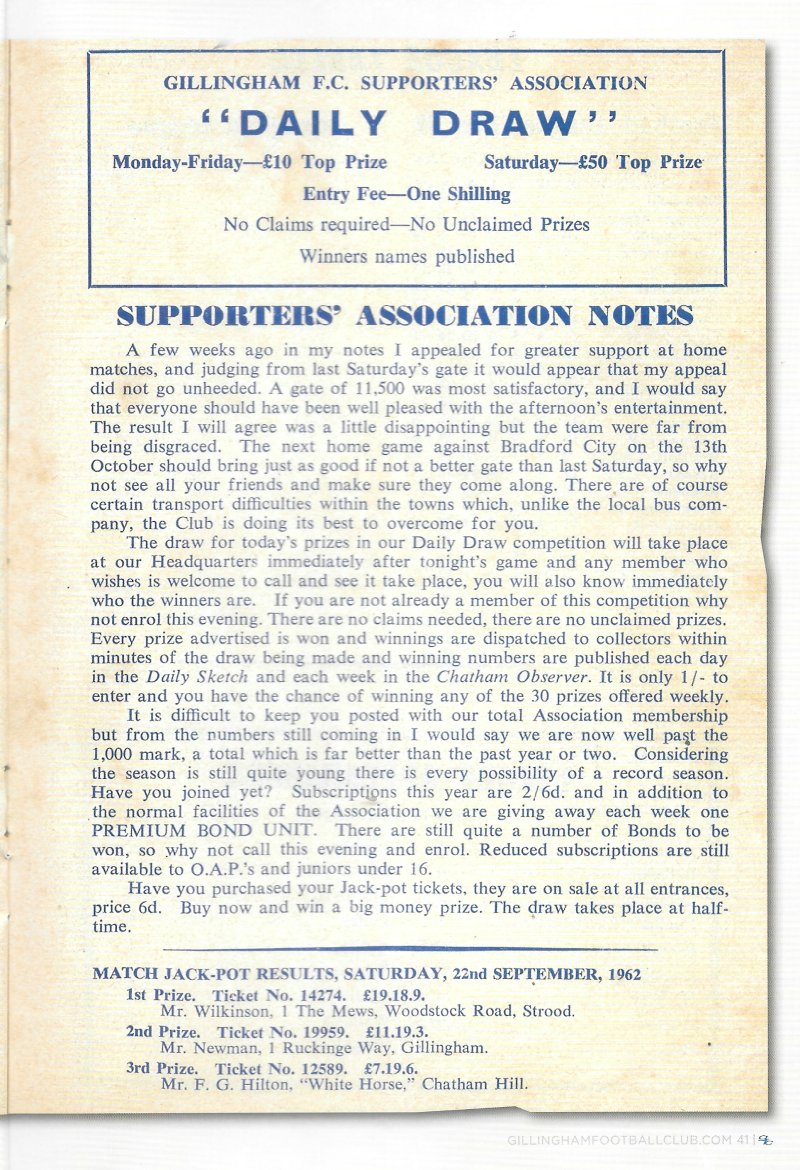 GILLINGHAM F.C. SUPPORTERS' ASSOCIATION
"DAILY DRAW"
Monday-Friday—£10 Top Prize Saturday—£50 Top Prize
Entry Fee—One Shilling
No Claims required—No Unclaimed Prizes
Winners names published
SUPPORTERS' ASSOCIATION NOTES
A few weeks ago in my notes I appealed for greater support at home
matches, and judging from last Saturday's gate it would appear that my appeal
did not go unheeded. A gate of 11,500 was most satisfactory, and I would say
that everyone should have been well pleased with the afternoon's entertainment.
The result I will agree was a little disappointing but the team were far from
being disgraced. The next home game against Bradford City on the 13th
October should bring just as good if not a better gate than last Saturday, so why
not see all your friends and make sure they come along. There are of course
certain transport difficulties within the towns which, unlike the local bus com-
pany, the Club is doing its best to overcome for you.
The draw for today's prizes in our Daily Draw competition will take place
at our Headquarters immediately after tonight's game and any member who
wishes is welcome to call and see it take place, you will also know immediately
who the winners are. If you are not already a member of this competition why
not enrol this evening. There are no claims needed, there are no unclaimed prizes.
Every prize advertised is won and winnings are dispatched to collectors within
minutes of the draw being made and winning numbers are published each day
in the Daily Sketch and each week in the Chatham Observer. It is only 1/- to
enter and you have the chance of winning any of the 30 prizes offered weekly.
It is difficult to keep you posted with our total Association membership
but from the numbers still coming in I would say we are now well past the
1,000 mark, a total which is far better than the past year or two. Considering
the season is still quite young there is every possibility of a record season.
Have you joined yet? Subscriptions this year are 2/6d. and in addition to
the normal facilities of the Association we are giving away each week one
PREMIUM BOND UNIT. There are still quite a number of Bonds to be
won, so why not call this evening and enrol. Reduced subscriptions are still
available to O.A.P.'s and juniors under 16.
Have you purchased your Jack-pot tickets, they are on sale at all entrances,
price 6d. Buy now and win a big money prize. The draw takes place at half-
time.
MATCH JACK-POT RESULTS, SATURDAY, 22nd SEPTEMBER, 1962
1st Prize. Ticket No. 14274. £19.18.9.
Mr. Wilkinson, 1 The Mews, Woodstock Road, Strood.
2nd Prize. Ticket No. 19959. £11.19.3.
Mr. Newman, 1 Ruckinge Way, Gillingham.
3rd Prize. Ticket No. 12589. £7.19.6.
Mr. F. G. Hilton, "White Horse," Chatham Hill.
GILLINGHAMFOOTBALLCLUB.COM 41 |